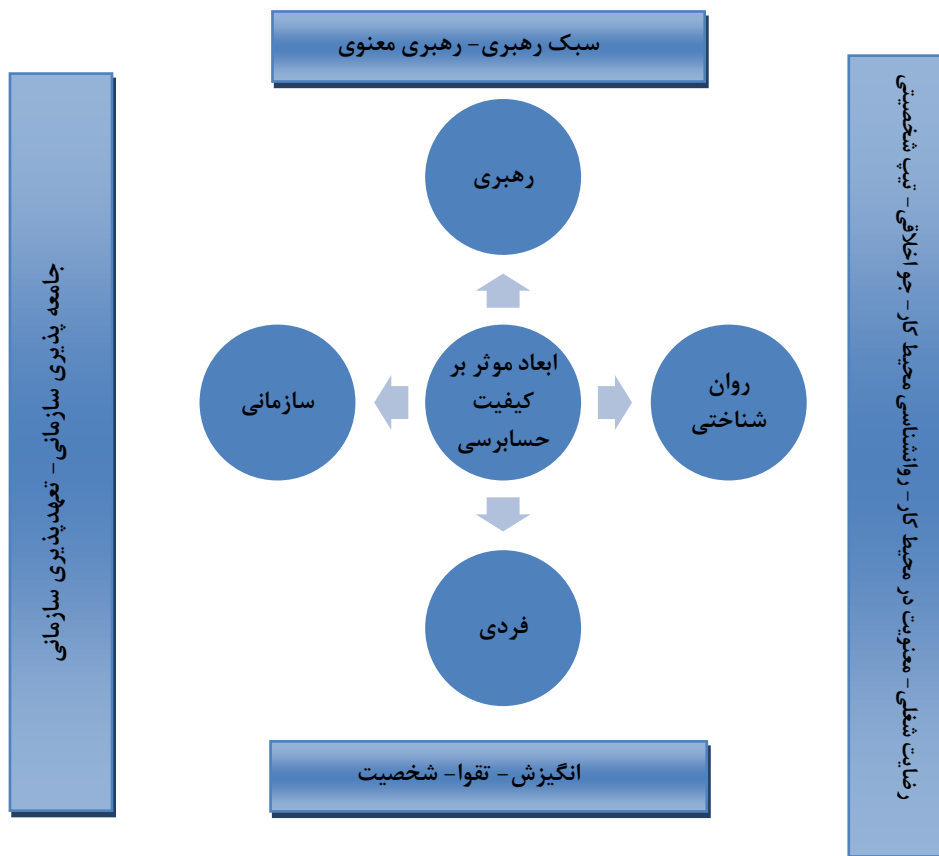 سبک رهبری- رهبری معنوی
رهبری
تیپ شخصیتی - جو اخلاقی - روانشناسی محیط کار - معنویت در محیط کار - رضایت شغلی
جامعه پذیری سازمانی - تعهدپذیری سازمانی
روان
شناختی
ابعاد موثر بر
کیفیت
حسابرسی
سازمانی
فردی
انگیزش- تقوا- شخصیت